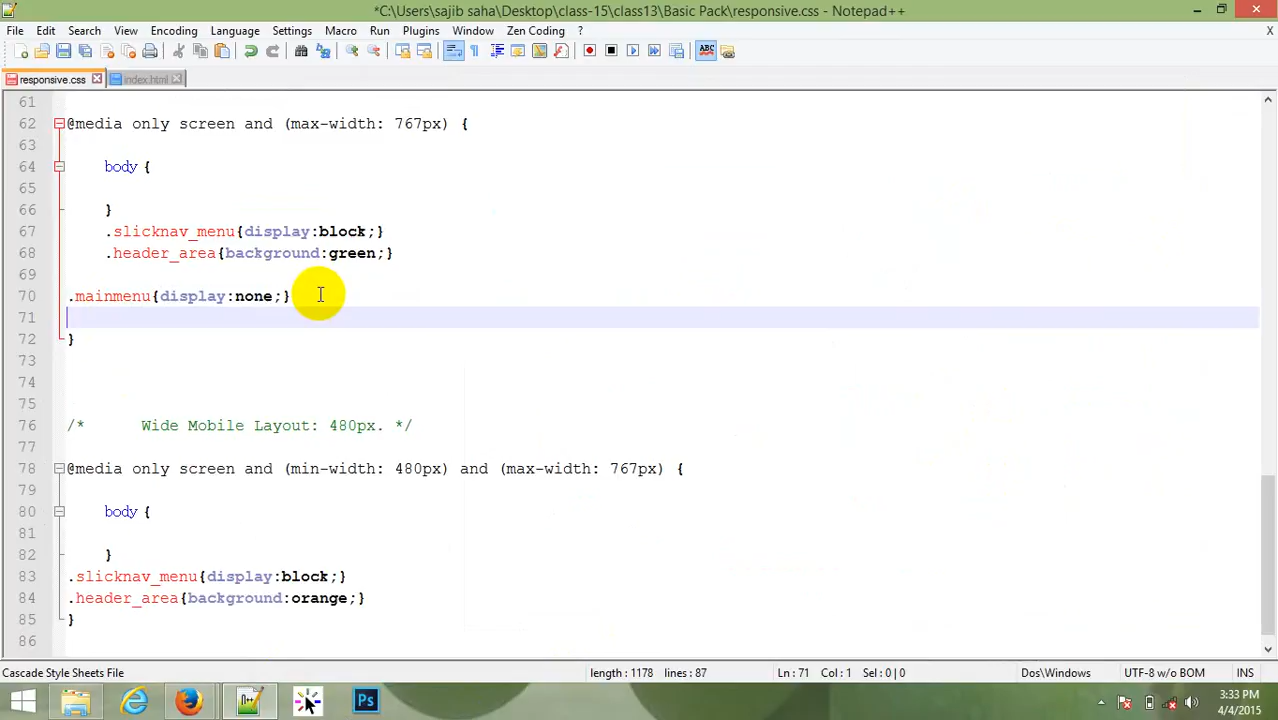 *C:\Users\sajib saha\Desktop\class-15\class13\Basic Pack\responsive.css - Notepad++
File Edit Search View Encoding Language Settings Macro Run Plugins Window Zen Coding ? X
ABC
responsive.css index.html
61
62 @media only screen and (max-width: 767px) {
63
64 body {
65
66 }
67 .slicknav_menu{display:block;}
68 .header_area{background:green;}
69
70 .mainmenu{display:none;}
71
72 }
73
74
75
76 /* Wide Mobile Layout: 480px. */
77
78 @media only screen and (min-width: 480px) and (max-width: 767px) {
79
80 body {
81
82 }
83 .slicknav_menu{display:block;}
84 .header_area{background:orange;}
85 }
86
Cascade Style Sheets File length : 1178 lines : 87 Ln : 71 Col : 1 Sel : 0 | 0 Dos\Windows UTF-8 w/o BOM INS
Ps
3:33 PM
4/4/2015